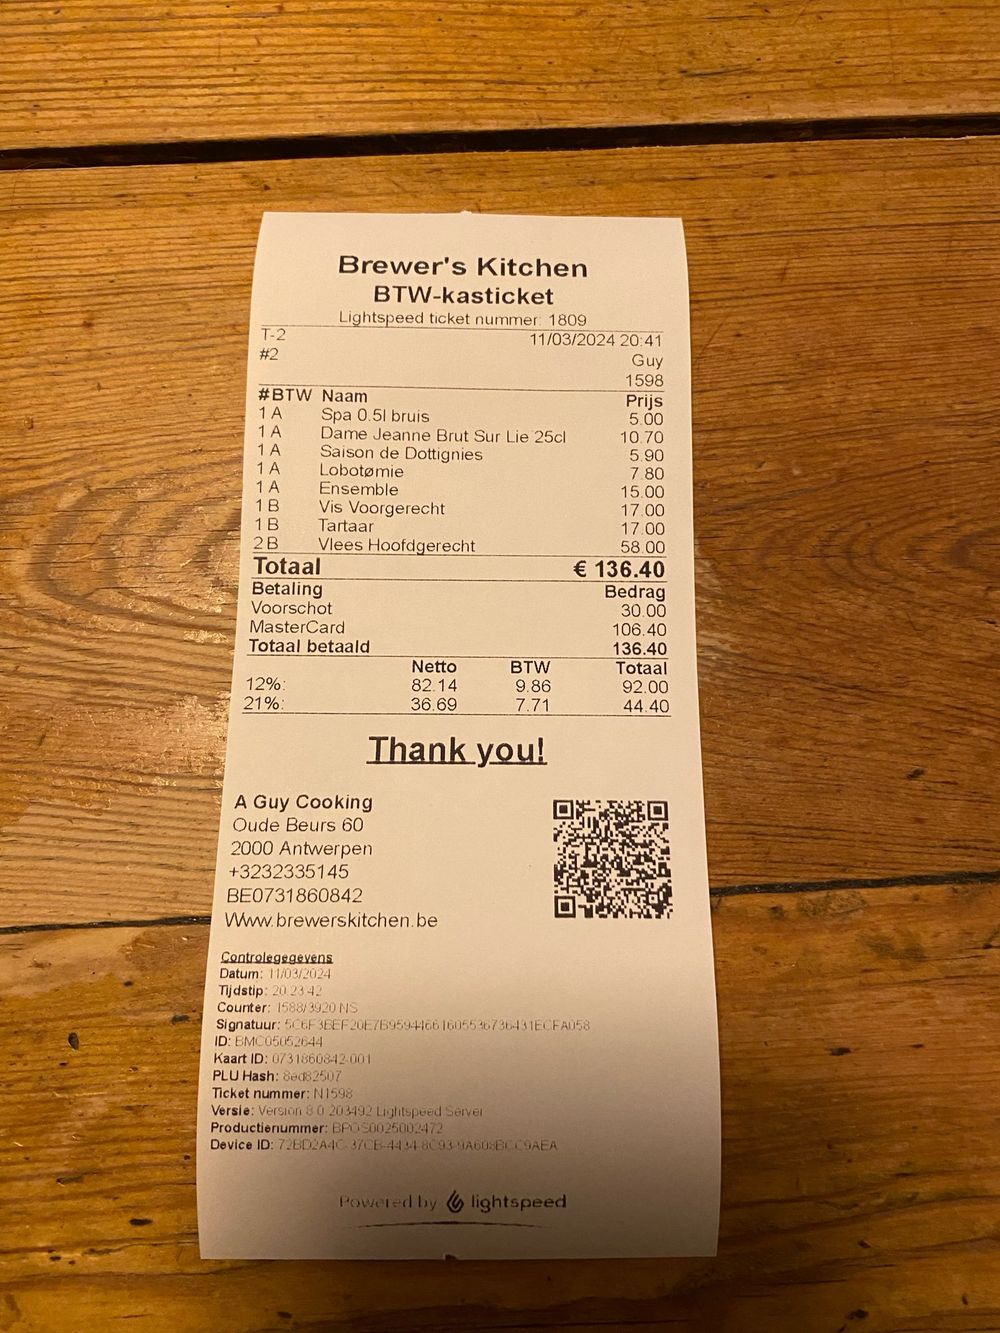 Brewer's Kitchen
BTW-kasticket
Lightspeed ticket nummer: 1809
T-2 11/03/2024 20:41
#2 Guy
1598
#BTW Naam Prijs
1 A Spa 0.5l bruis 5.00
1 A Dame Jeanne Brut Sur Lie 25cl 10.70
1 A Saison de Dottignies 5.90
1 A Lobotømie 7.80
1 A Ensemble 15.00
1 B Vis Voorgerecht 17.00
1 B Tartaar 17.00
2 B Vlees Hoofdgerecht 58.00
Totaal € 136.40
Betaling Bedrag
Voorschot 30.00
MasterCard 106.40
Totaal betaald 136.40
Netto BTW Totaal
12%: 82.14 9.86 92.00
21%: 36.69 7.71 44.40
Thank you!
A Guy Cooking
Oude Beurs 60
2000 Antwerpen
+3232335145
BE0731860842
Www.brewerskitchen.be
Controlegegevens
Datum: 11/03/2024
Tijdstip: 20:23:42
Counter: 1588/3920 NS
Signatuur:
ID: BMC05052644
Kaart ID: 0731860842-001
PLU Hash: 8ed82507
Ticket nummer: N1598
Versie: Version 8.0.203492 Lightspeed Server
Productienummer: BPOS0025002472
Device ID:
Powered by lightspeed